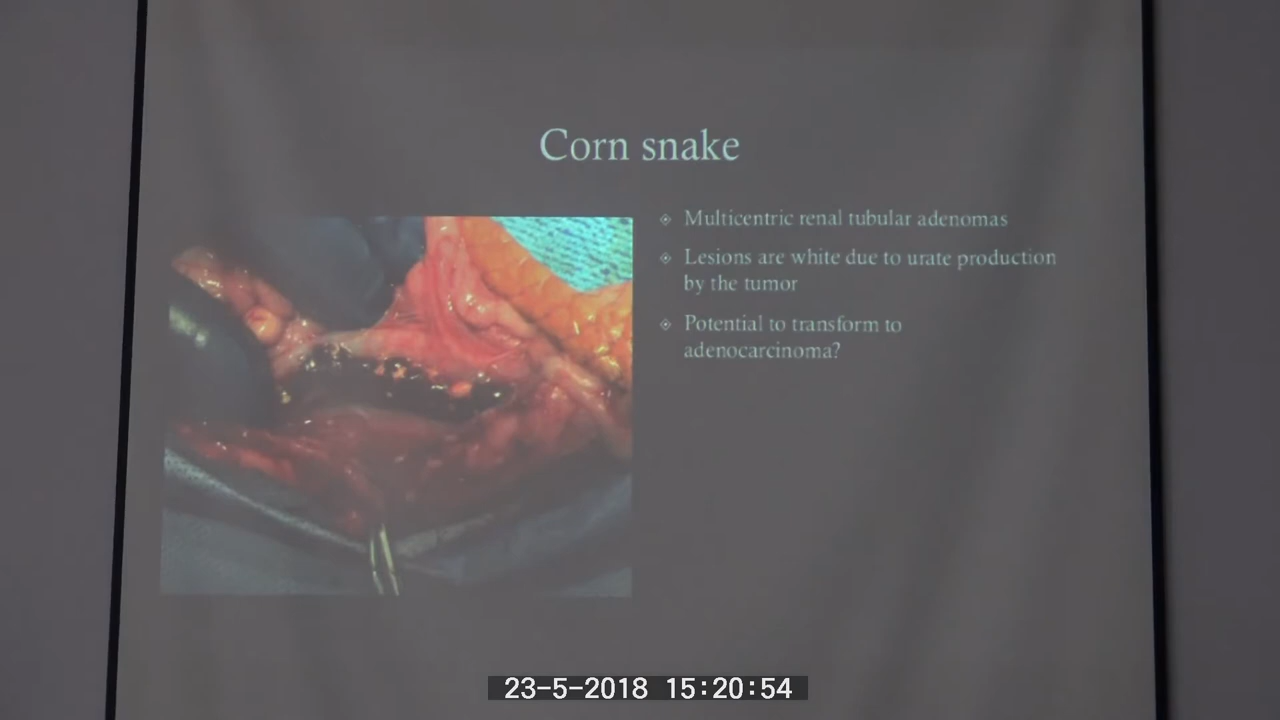 Corn snake
Multicentric renal tubular adenomas
Lesions are white due to urate production
by the tumor
Potential to transform to
adenocarcinoma?
23-5-2018 15:20:54